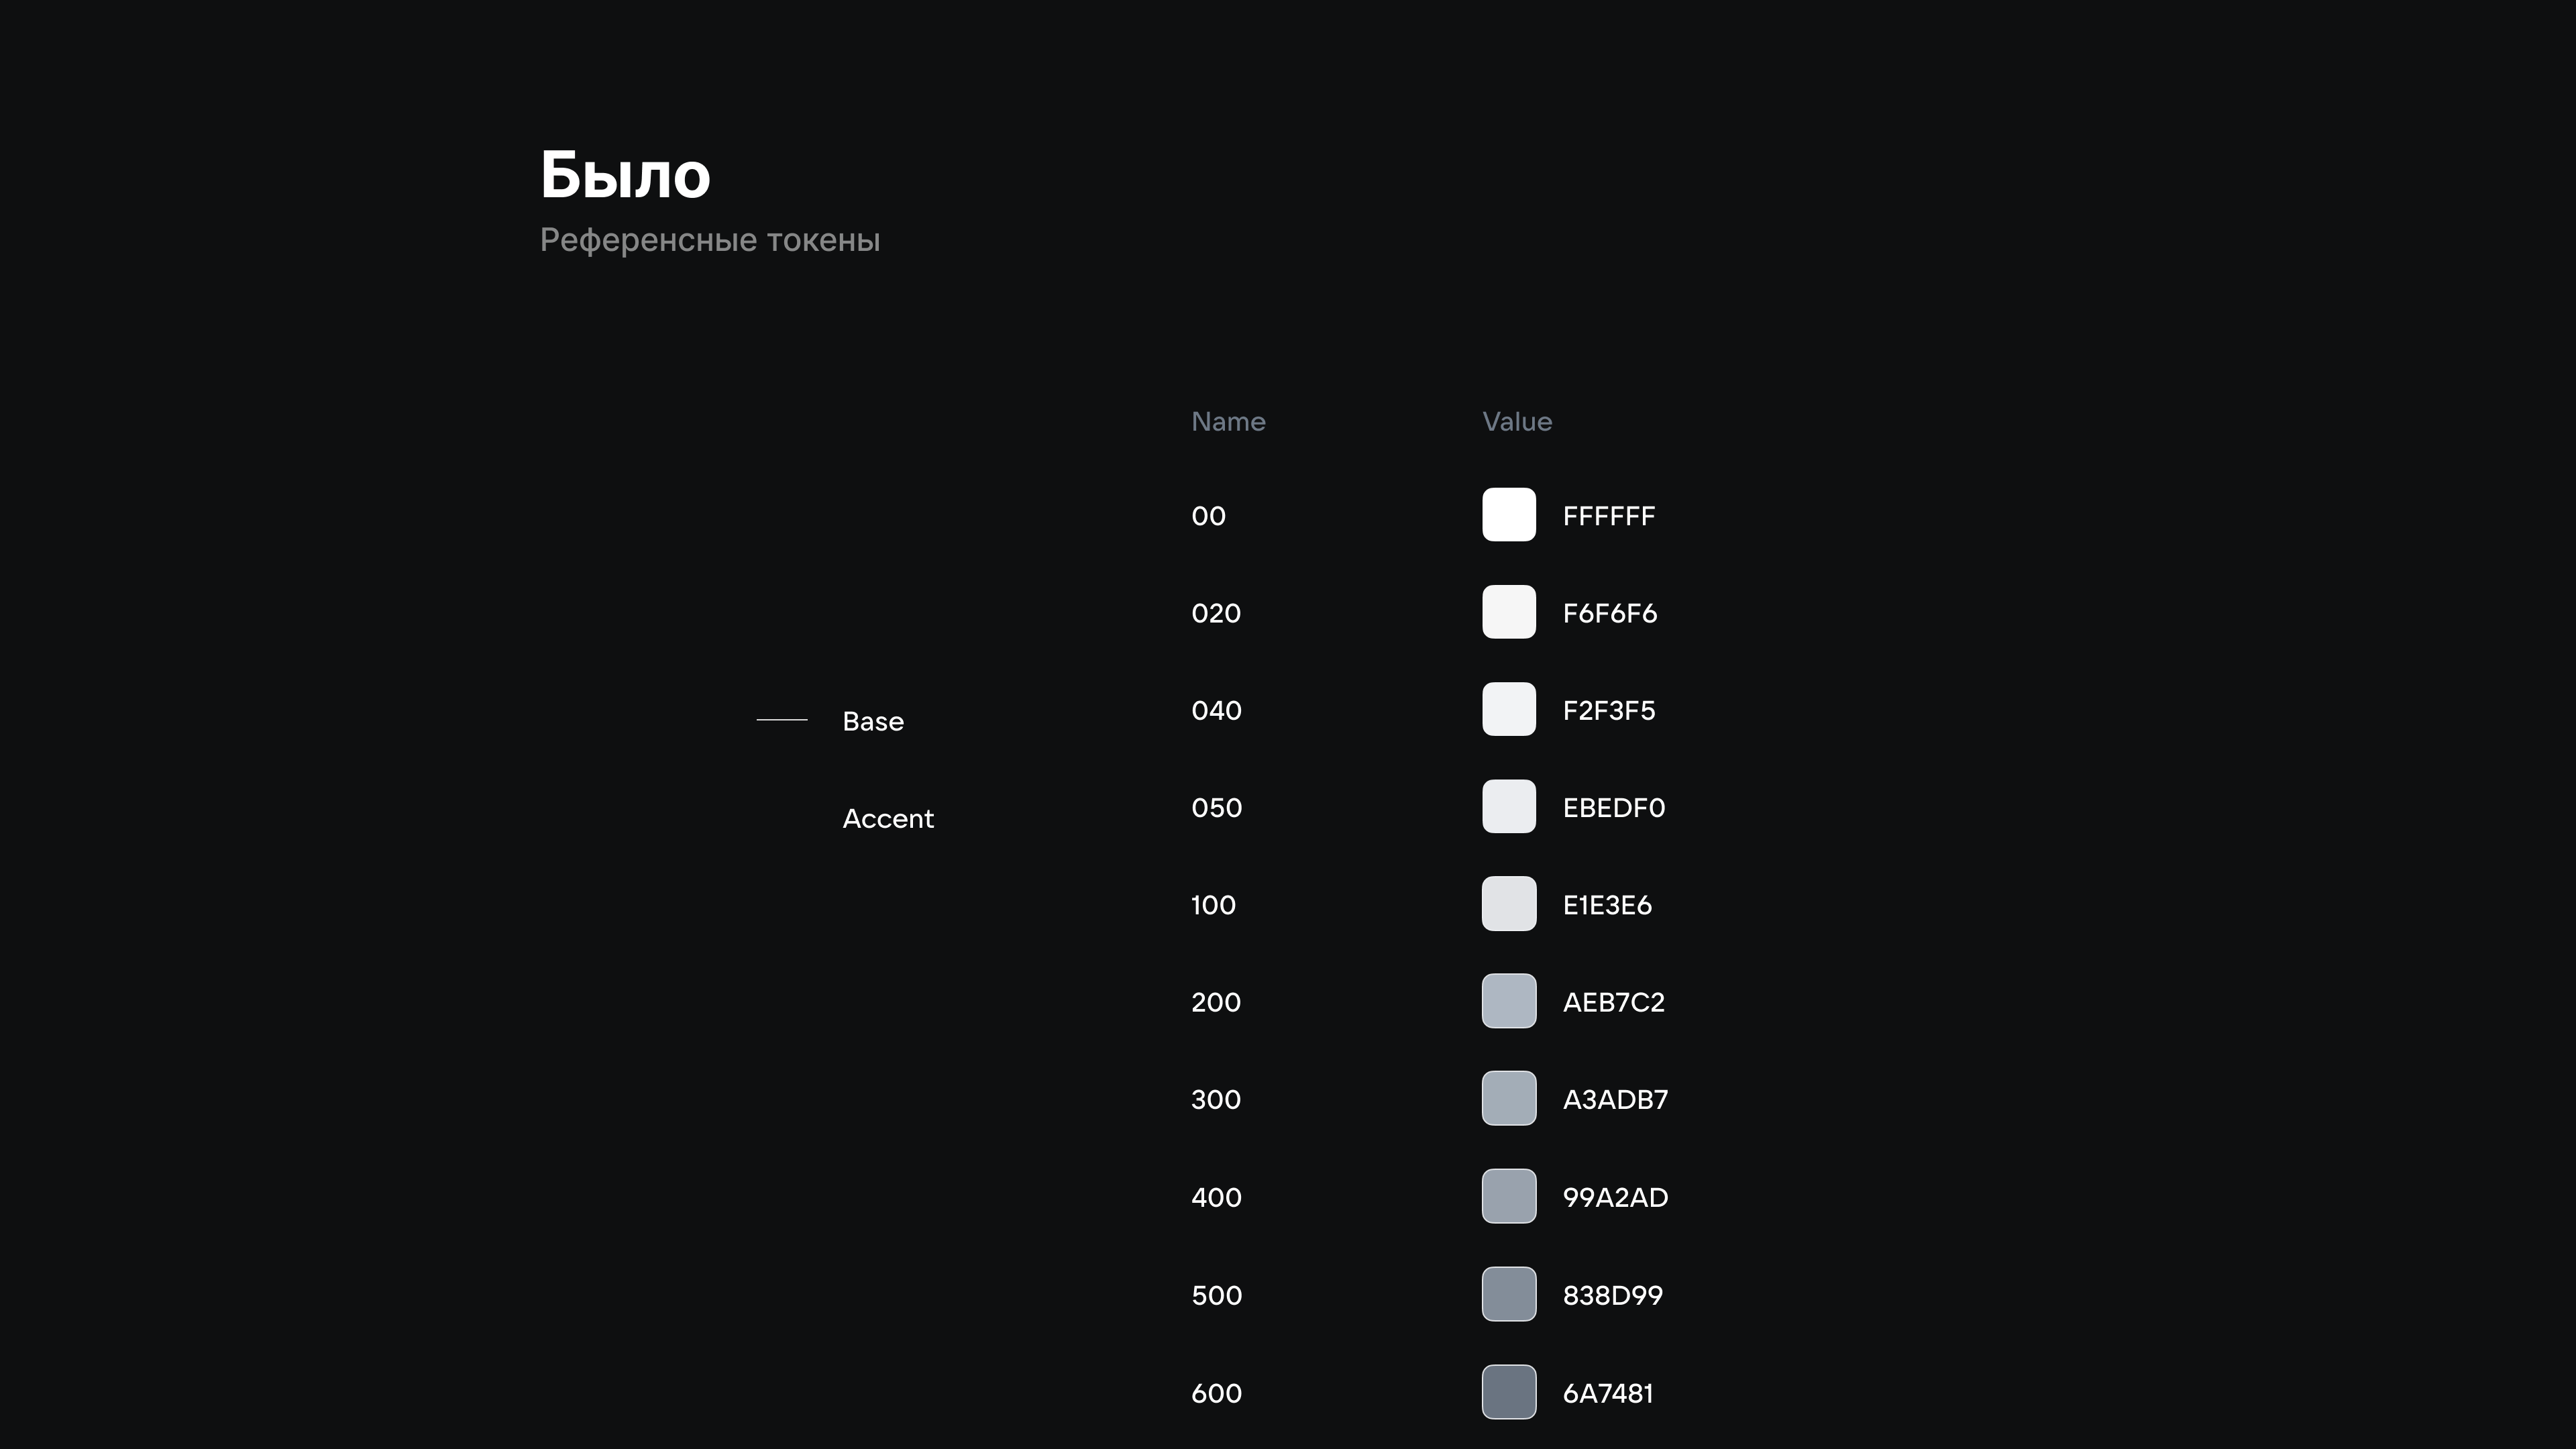 Было
Референсные токены
Name Value
00 FFFFFF
020 F6F6F6
040 F2F3F5
Base
050 EBEDF0
Accent
100 E1E3E6
200 AEB7C2
300 A3ADB7
400 99A2AD
500 838D99
600 6A7481